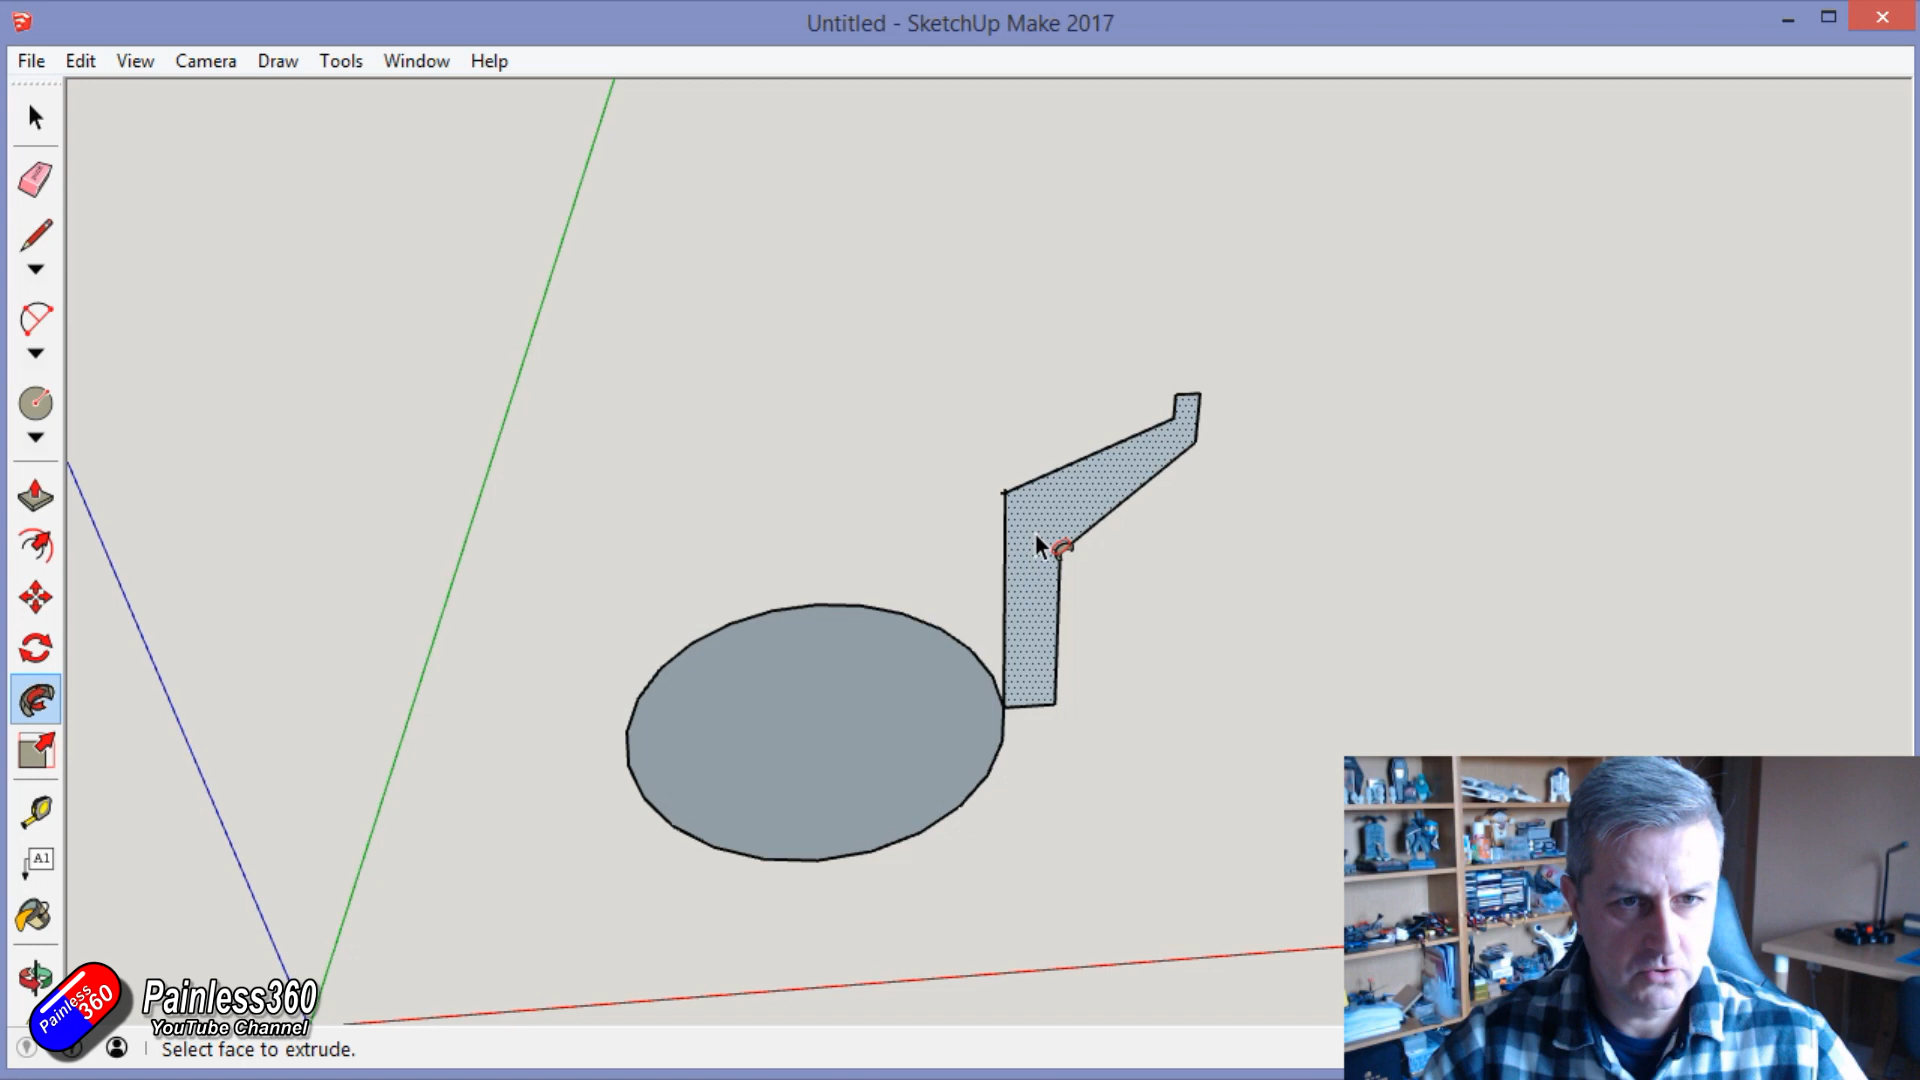 Untitled - SketchUp Make 2017
File Edit View Camera Draw Tools Window Help
A1
Painless360
Painless360
YouTube Channel
Select face to extrude.